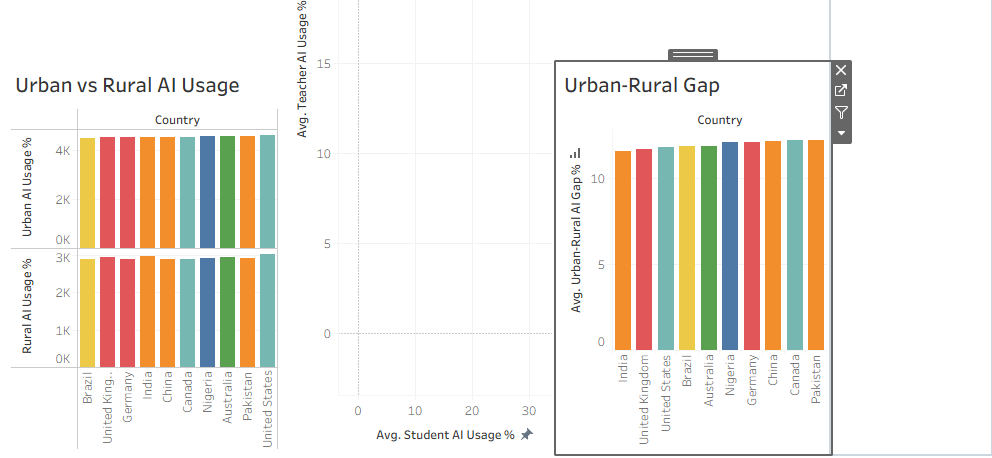 Urban vs Rural AI Usage
Country
Urban AI Usage %
4K
2K
0K
Rural AI Usage %
3K
2K
1K
0K
Brazil
United King..
Germany
India
China
Canada
Nigeria
Australia
Pakistan
United States
Avg. Teacher AI Usage %
15
10
5
0
0
10
20
30
Avg. Student AI Usage %
Urban-Rural Gap
Country
Avg. Urban-Rural AI Gap %
10
5
0
India
United Kingdom
United States
Brazil
Australia
Nigeria
Germany
China
Canada
Pakistan